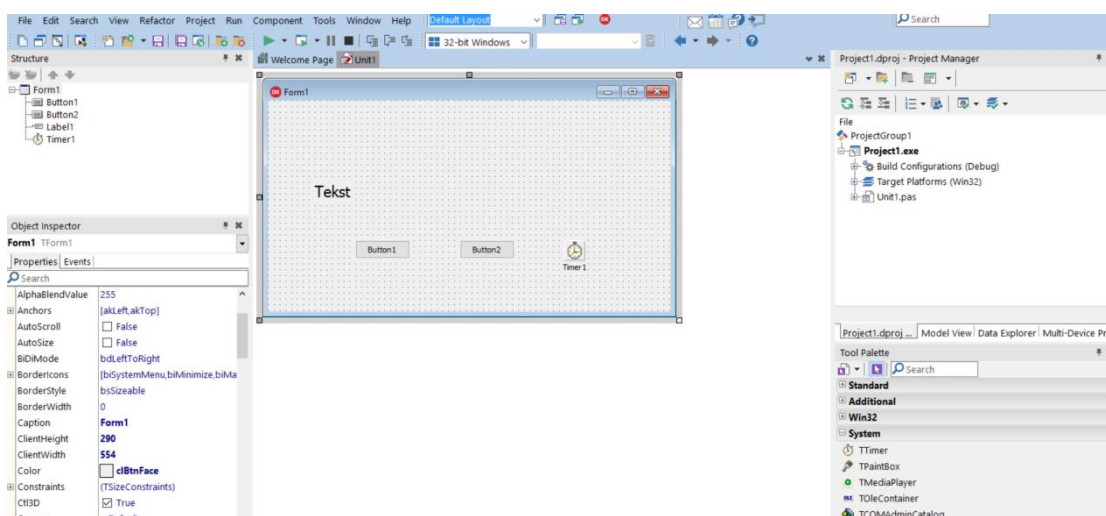 File Edit Search View Refactor Project Run Component Tools Window Help Default Layout Search
32-bit Windows
Structure
Form1
Button1
Button2
Label1
Timer1
Object Inspector
Form1 TForm1
Properties Events
Search
AlphaBlendValue 255
Anchors [akLeft,akTop]
AutoScroll False
AutoSize False
BiDiMode bdLeftToRight
BorderIcons [biSystemMenu,biMinimize,biMa
BorderStyle bsSizeable
BorderWidth 0
Caption Form1
ClientHeight 290
ClientWidth 554
Color clBtnFace
Constraints (TSizeConstraints)
Ctl3D True
Welcome Page Unit1
Form1
Tekst
Button1 Button2
Timer1
Project1.dproj - Project Manager
File
ProjectGroup1
Project1.exe
Build Configurations (Debug)
Target Platforms (Win32)
Unit1.pas
Project1.dproj ... Model View Data Explorer Multi-Device Pr
Tool Palette
Search
Standard
Additional
Win32
System
TTimer
TPaintBox
TMediaPlayer
TOleContainer
TCOMAdminCatalog